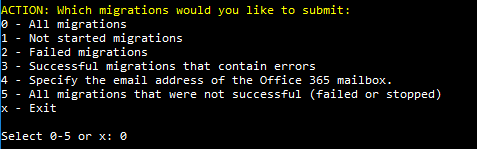 ACTION: Which migrations would you like to submit:
0 - All migrations
1 - Not started migrations
2 - Failed migrations
3 - Successful migrations that contain errors
4 - Specify the email address of the Office 365 mailbox.
5 - All migrations that were not successful (failed or stopped)
x - Exit
Select 0-5 or x: 0